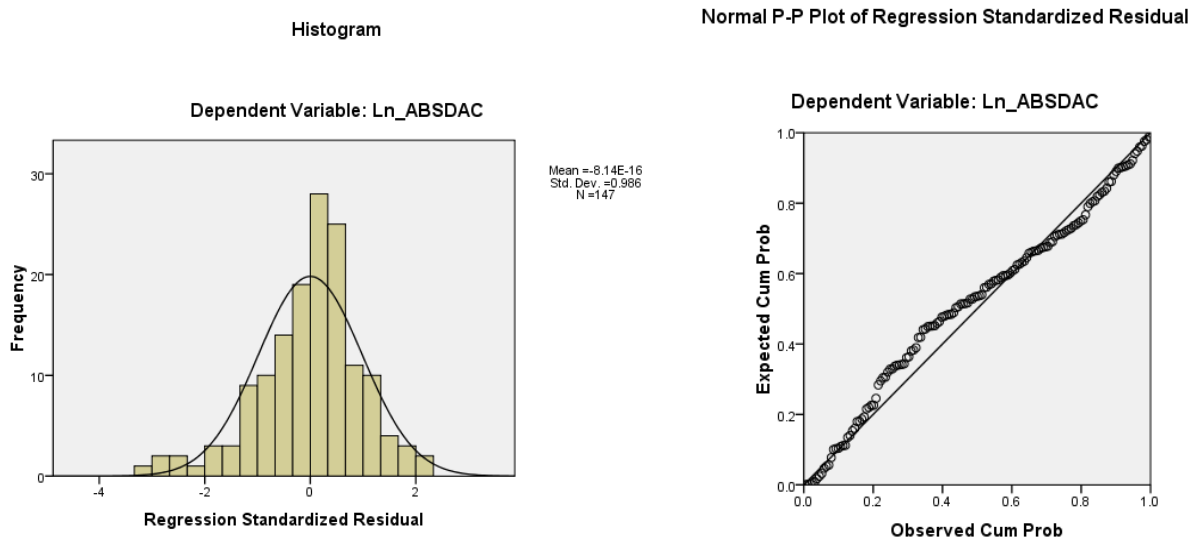 Histogram
Dependent Variable: Ln_ABSDAC
Mean =-8.14E-16
Std. Dev. =0.986
N =147
Frequency
30
20
10
0
-4
-2
0
2
Regression Standardized Residual
Normal P-P Plot of Regression Standardized Residual
Dependent Variable: Ln_ABSDAC
Expected Cum Prob
1.0
0.8
0.6
0.4
0.2
0.0
0.0
0.2
0.4
0.6
0.8
1.0
Observed Cum Prob